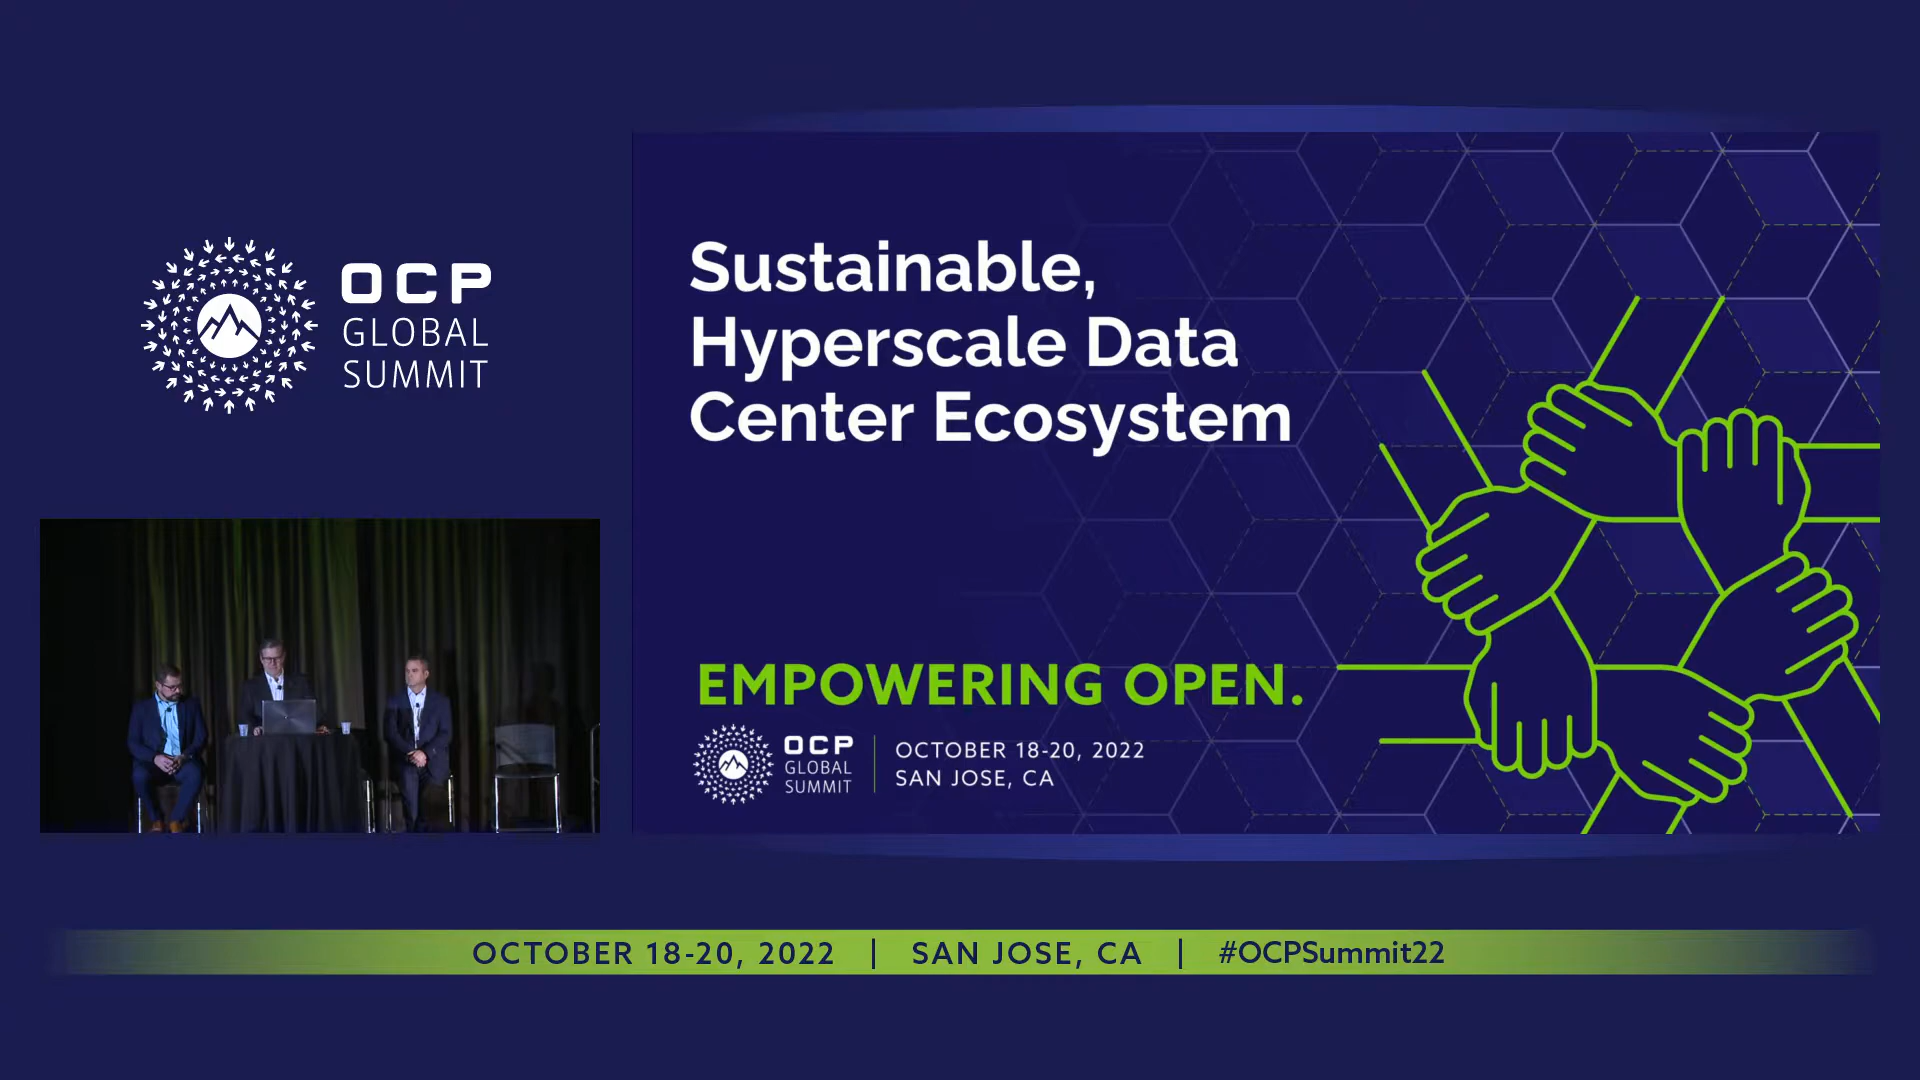 OCP
GLOBAL
SUMMIT
Sustainable,
Hyperscale Data
Center Ecosystem
EMPOWERING OPEN.
OCP
GLOBAL
SUMMIT
OCTOBER 18-20, 2022
SAN JOSE, CA
OCTOBER 18-20, 2022 | SAN JOSE, CA | #OCPSummit22